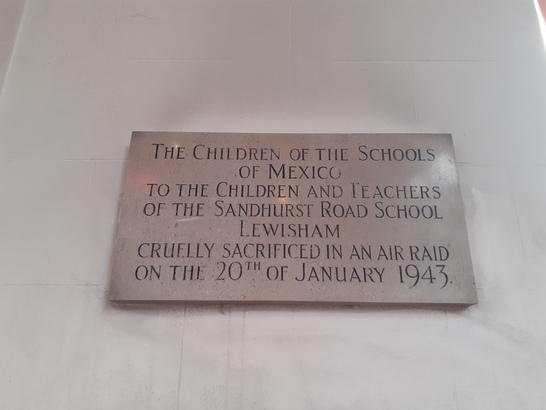 The Children of the Schools
of Mexico
to the Children and Teachers
of the Sandhurst Road School
Lewisham
cruelly sacrificed in an air raid
on the 20th of January 1943.